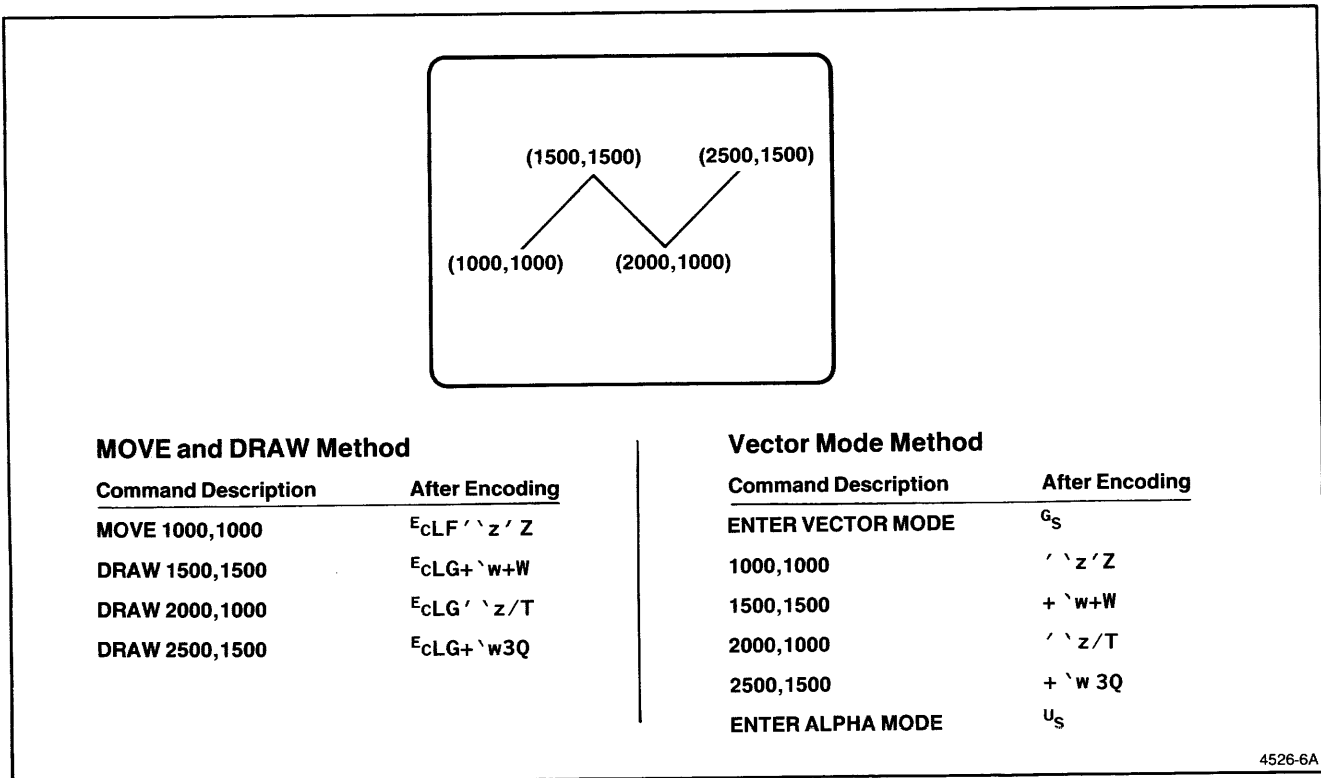 (1500,1500) (2500,1500)
(1000,1000) (2000,1000)
MOVE and DRAW Method
Command Description After Encoding
MOVE 1000,1000 ᴱcLF′‵z′Z
DRAW 1500,1500 ᴱcLG+‵w+W
DRAW 2000,1000 ᴱcLG′‵z/T
DRAW 2500,1500 ᴱcLG+‵w3Q
Vector Mode Method
Command Description After Encoding
ENTER VECTOR MODE ᴳS
1000,1000 ′‵z′Z
1500,1500 +‵w+W
2000,1000 ′‵z/T
2500,1500 +‵w 3Q
ENTER ALPHA MODE ᵁS
4526-6A